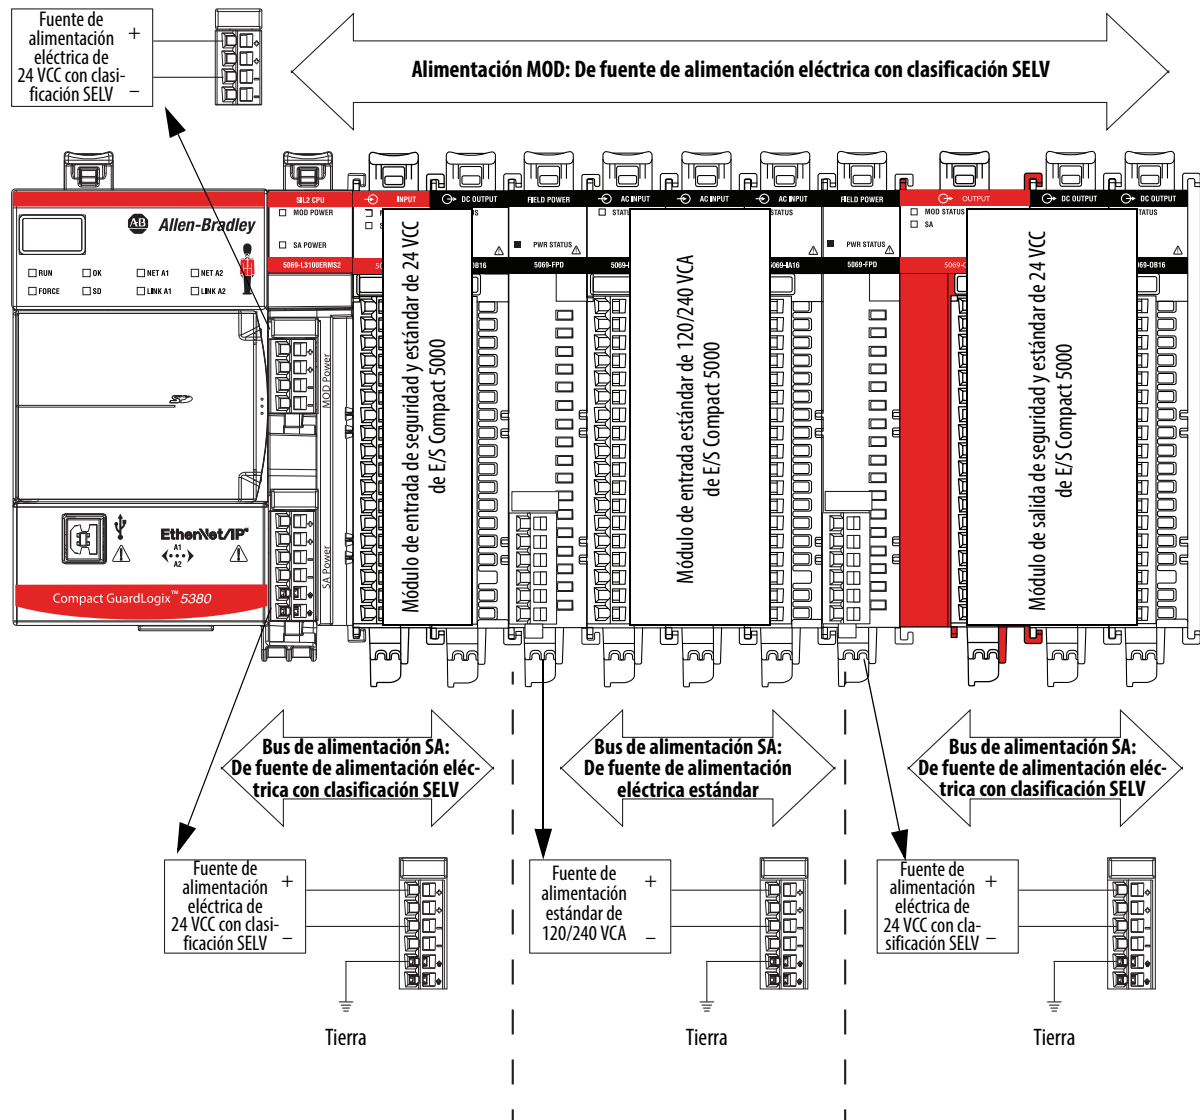 Fuente de
alimentación
eléctrica de
24 VCC con clasi-
ficación SELV
+
−
Alimentación MOD: De fuente de alimentación eléctrica con clasificación SELV
AB Allen-Bradley
RUN
OK
NET A1
NET A2
FORCE
SD
LINK A1
LINK A2
SIL2 CPU
MOD POWER
SA POWER
5069-L3100ERMS2
INPUT
DC OUTPUT
FIELD POWER
PWR STATUS
5069-FPD
AC INPUT
AC INPUT
AC INPUT
STATUS
FIELD POWER
PWR STATUS
5069-FPD
OUTPUT
MOD STATUS
SA
DC OUTPUT
DC OUTPUT
MOD Power
SA Power
EtherNet/IP
A1
A2
Compact GuardLogix™ 5380
Módulo de entrada de seguridad y estándar de 24 VCC
de E/S Compact 5000
Módulo de entrada estándar de 120/240 VCA
de E/S Compact 5000
Módulo de salida de seguridad y estándar de 24 VCC
de E/S Compact 5000
Bus de alimentación SA:
De fuente de alimentación eléc-
trica con clasificación SELV
Bus de alimentación SA:
De fuente de alimentación
eléctrica estándar
Bus de alimentación SA:
De fuente de alimentación eléc-
trica con clasificación SELV
Fuente de
alimentación
eléctrica de
24 VCC con clasi-
ficación SELV
+
−
Tierra
Fuente de
alimentación
estándar de
120/240 VCA
+
−
Tierra
Fuente de
alimentación
eléctrica de
24 VCC con cla-
sificación SELV
+
−
Tierra